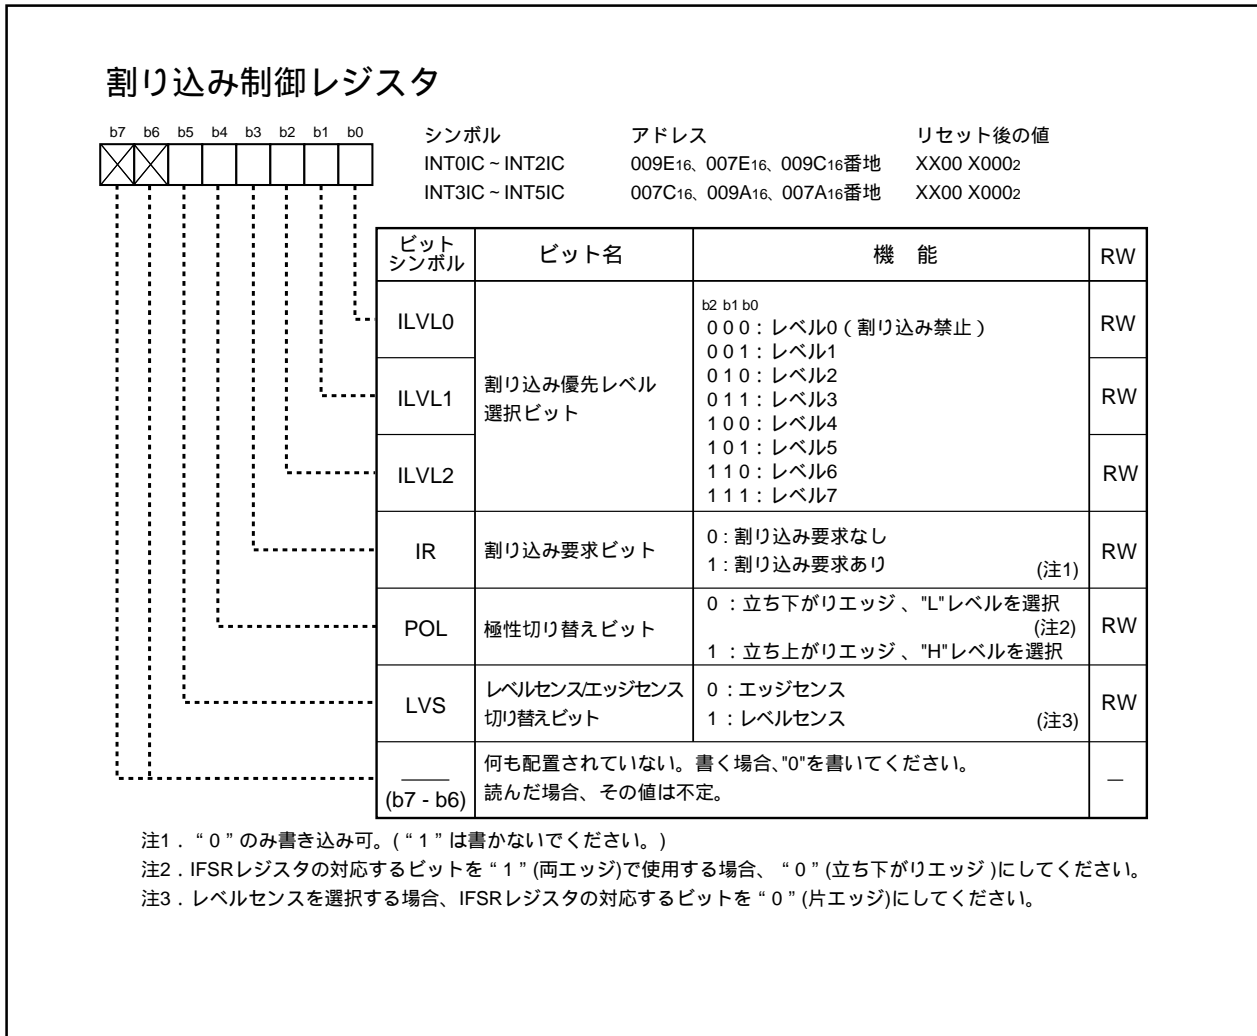 割り込み制御レジスタ
b7 b6 b5 b4 b3 b2 b1 b0
シンボル アドレス リセット後の値
INT0IC ~ INT2IC 009E16、007E16、009C16番地 XX00 X0002
INT3IC ~ INT5IC 007C16、009A16、007A16番地 XX00 X0002
ビット
シンボル
ビット名
機 能
RW
ILVL0
ILVL1
ILVL2
割り込み優先レベル
選択ビット
b2 b1 b0
0 0 0 : レベル0 ( 割り込み禁止 )
0 0 1 : レベル1
0 1 0 : レベル2
0 1 1 : レベル3
1 0 0 : レベル4
1 0 1 : レベル5
1 1 0 : レベル6
1 1 1 : レベル7
RW
RW
RW
IR
割り込み要求ビット
0 : 割り込み要求なし
1 : 割り込み要求あり (注1)
RW
POL
極性切り替えビット
0 : 立ち下がりエッジ 、"L"レベルを選択
(注2)
1 : 立ち上がりエッジ 、"H"レベルを選択
RW
LVS
レベルセンス/エッジセンス
切り替えビット
0 : エッジセンス
1 : レベルセンス (注3)
RW
(b7 - b6)
何も配置されていない。書く場合、"0"を書いてください。
読んだ場合、その値は不定。
—
注1 . “ 0 ” のみ書き込み可。( “ 1 ” は書かないでください。)
注2 . IFSRレジスタの対応するビットを “ 1 ” (両エッジ)で使用する場合、 “ 0 ” (立ち下がりエッジ )にしてください。
注3 . レベルセンスを選択する場合、IFSRレジスタの対応するビットを “ 0 ” (片エッジ)にしてください。